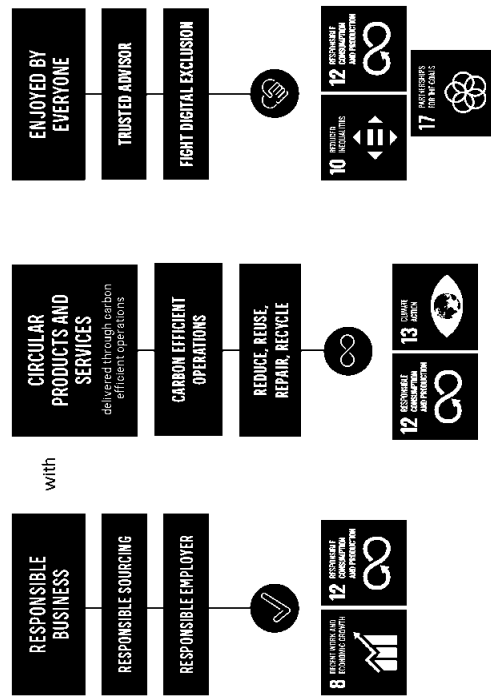 RESPONSIBLE
BUSINESS
RESPONSIBLE SOURCING
RESPONSIBLE EMPLOYER
8 DECENT WORK AND
ECONOMIC GROWTH
12 RESPONSIBLE
CONSUMPTION
AND PRODUCTION
with
CIRCULAR
PRODUCTS AND
SERVICES
delivered through carbon
efficient operations
CARBON EFFICIENT
OPERATIONS
REDUCE, REUSE,
REPAIR, RECYCLE
12 RESPONSIBLE
CONSUMPTION
AND PRODUCTION
13 CLIMATE
ACTION
ENJOYED BY
EVERYONE
TRUSTED ADVISOR
FIGHT DIGITAL EXCLUSION
10 REDUCED
INEQUALITIES
12 RESPONSIBLE
CONSUMPTION
AND PRODUCTION
17 PARTNERSHIPS
FOR THE GOALS